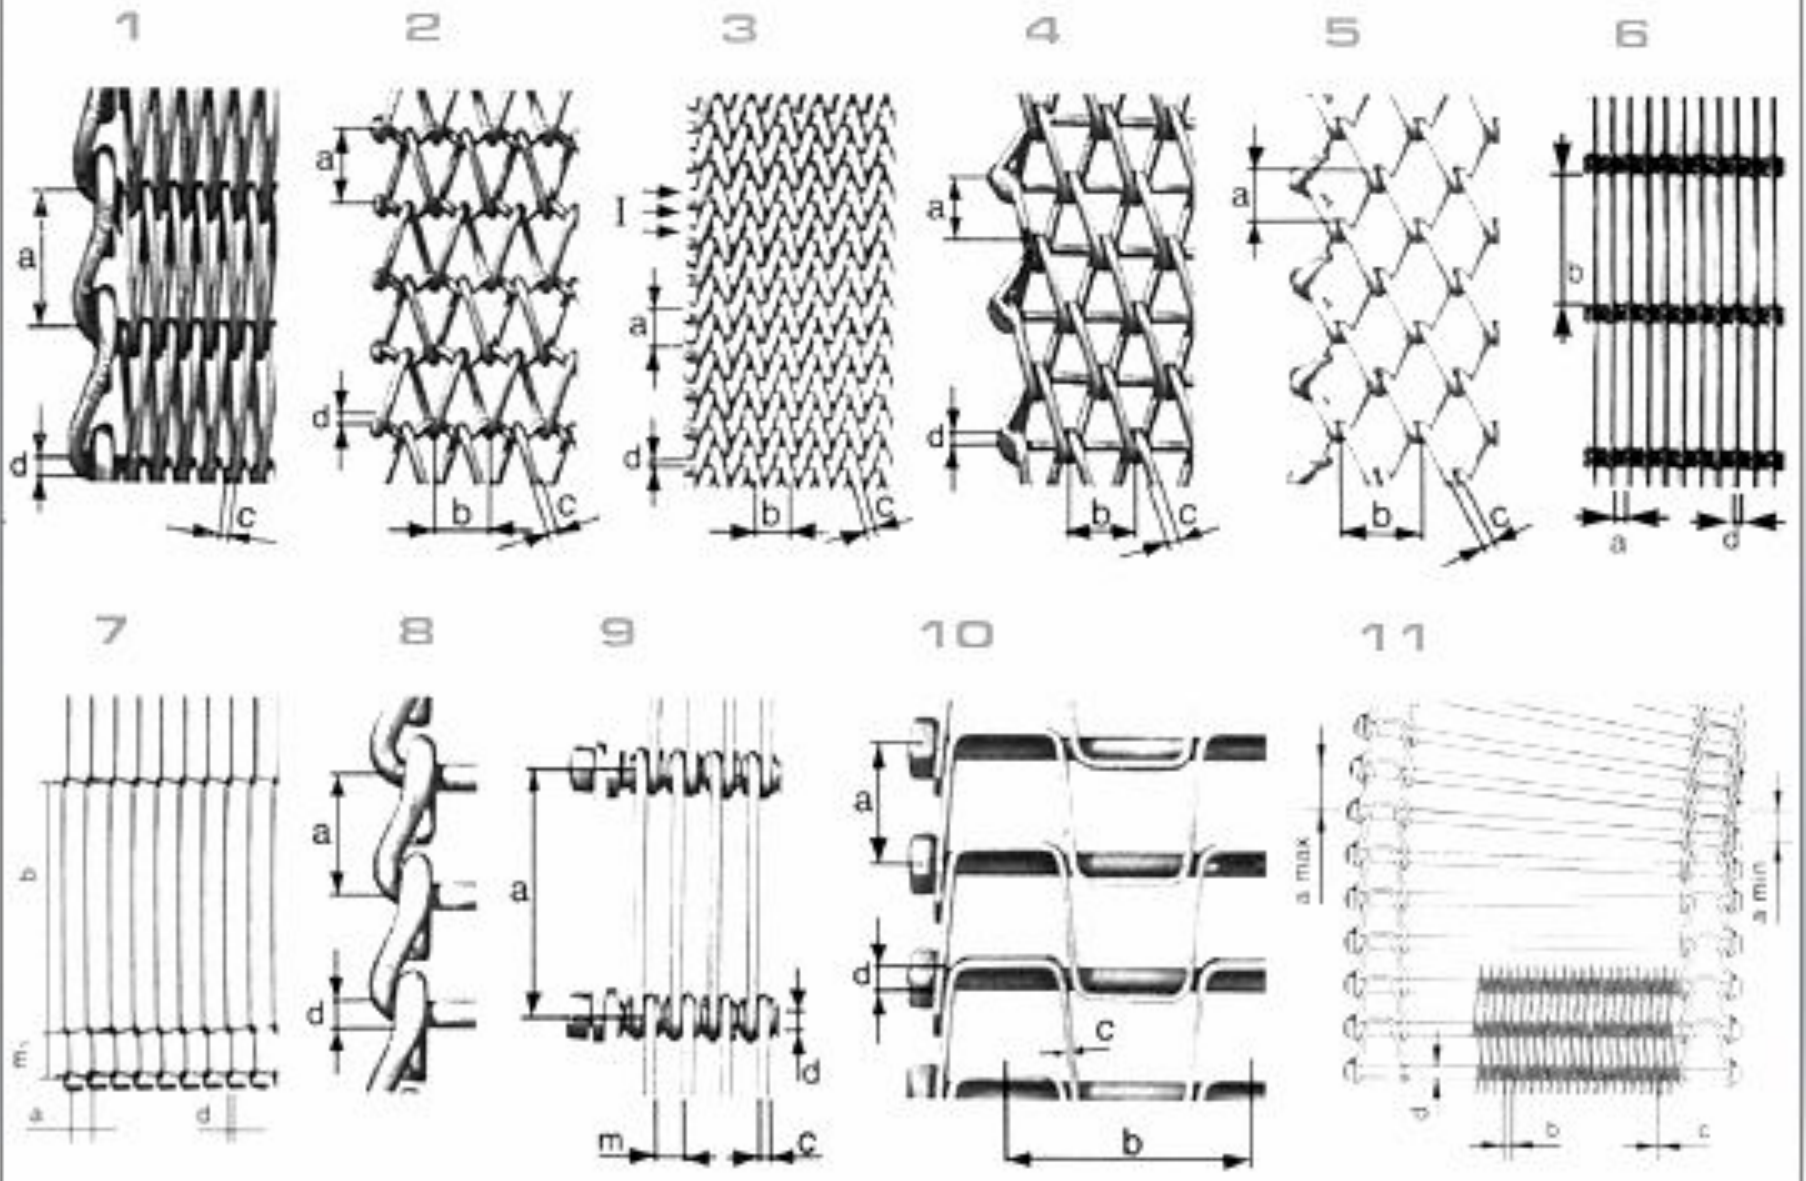 1 2 3 4 5 6
a d c
a d b c
I a d b c
a d b c
a d b c
b a d
7 8 9 10 11
b m a d
a d
a d m c
a d c b
a max a min d b c